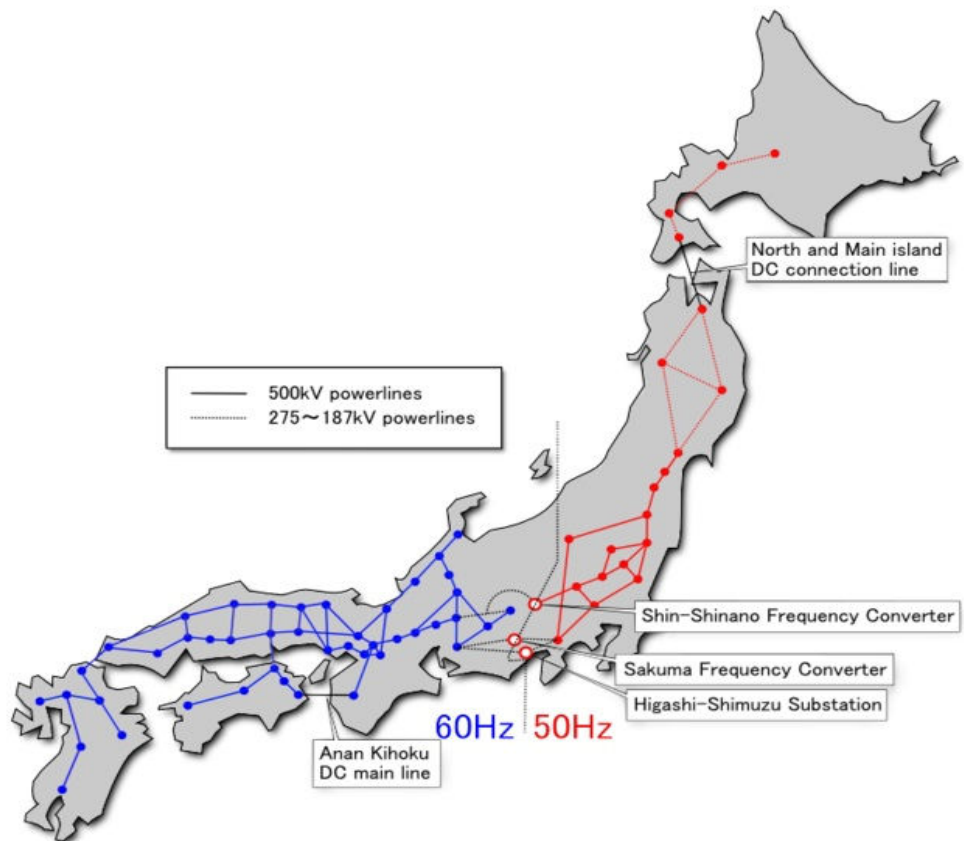 North and Main island
DC connection line
500kV powerlines
275～187kV powerlines
Shin-Shinano Frequency Converter
Sakuma Frequency Converter
Higashi-Shimuzu Substation
60Hz
50Hz
Anan Kihoku
DC main line